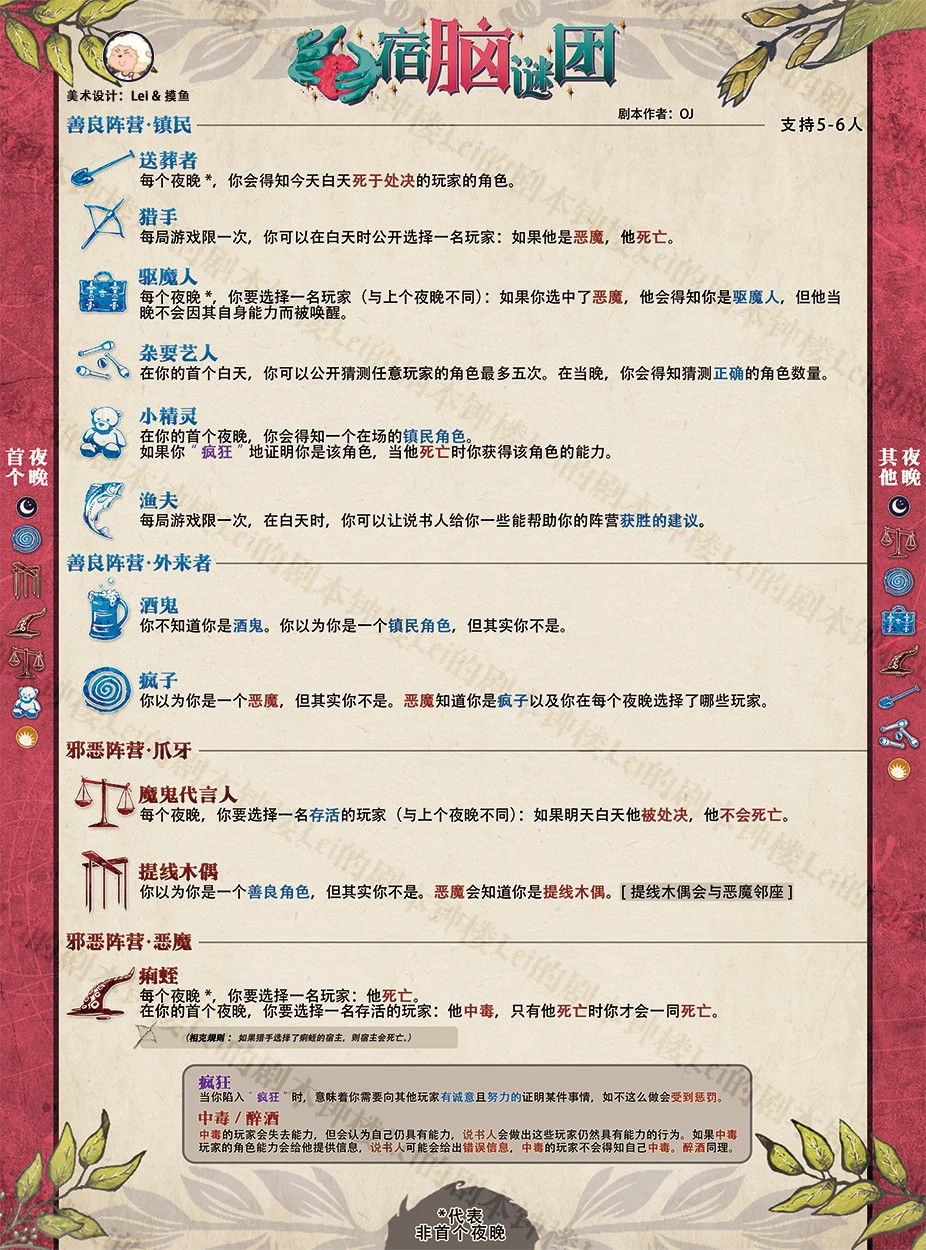 宿脑谜团
美术设计：Lei & 摸鱼
剧本作者：OJ
支持5-6人
善良阵营·镇民
送葬者
每个夜晚*，你会得知今天白天死于处决的玩家的角色。
猎手
每局游戏限一次，你可以在白天时公开选择一名玩家：如果他是恶魔，他死亡。
驱魔人
每个夜晚*，你要选择一名玩家（与上个夜晚不同）：如果你选中了恶魔，他会得知你是驱魔人，但他当
晚不会因其自身能力而被唤醒。
杂耍艺人
在你的首个白天，你可以公开猜测任意玩家的角色最多五次。在当晚，你会得知猜测正确的角色数量。
小精灵
在你的首个夜晚，你会得知一个在场的镇民角色。
如果你“疯狂”地证明你是该角色，当他死亡时你获得该角色的能力。
渔夫
每局游戏限一次，在白天时，你可以让说书人给你一些能帮助你的阵营获胜的建议。
善良阵营·外来者
酒鬼
你不知道你是酒鬼。你以为你是一个镇民角色，但其实你不是。
疯子
你以为你是一个恶魔，但其实你不是。恶魔知道你是疯子以及你在每个夜晚选择了哪些玩家。
邪恶阵营·爪牙
魔鬼代言人
每个夜晚，你要选择一名存活的玩家（与上个夜晚不同）：如果明天白天他被处决，他不会死亡。
提线木偶
你以为你是一个善良角色，但其实你不是。恶魔会知道你是提线木偶。[ 提线木偶会与恶魔邻座 ]
邪恶阵营·恶魔
痢蛭
每个夜晚*，你要选择一名玩家：他死亡。
在你的首个夜晚，你要选择一名存活的玩家：他中毒，只有他死亡时你才会一同死亡。
（相克规则：如果猎手选择了痢蛭的宿主，则宿主会死亡。）
疯狂
当你陷入“疯狂”时，意味着你需要向其他玩家有诚意且努力的证明某件事情，如不这么做会受到惩罚。
中毒 / 醉酒
中毒的玩家会失去能力，但会认为自己仍具有能力，说书人会做出这些玩家仍然具有能力的行为。如果中毒
玩家的角色能力会给他提供信息，说书人可能会给出错误信息，中毒的玩家不会得知自己中毒。醉酒同理。
*代表
非首个夜晚
首个夜晚
其他夜晚
钟楼Lei的剧本